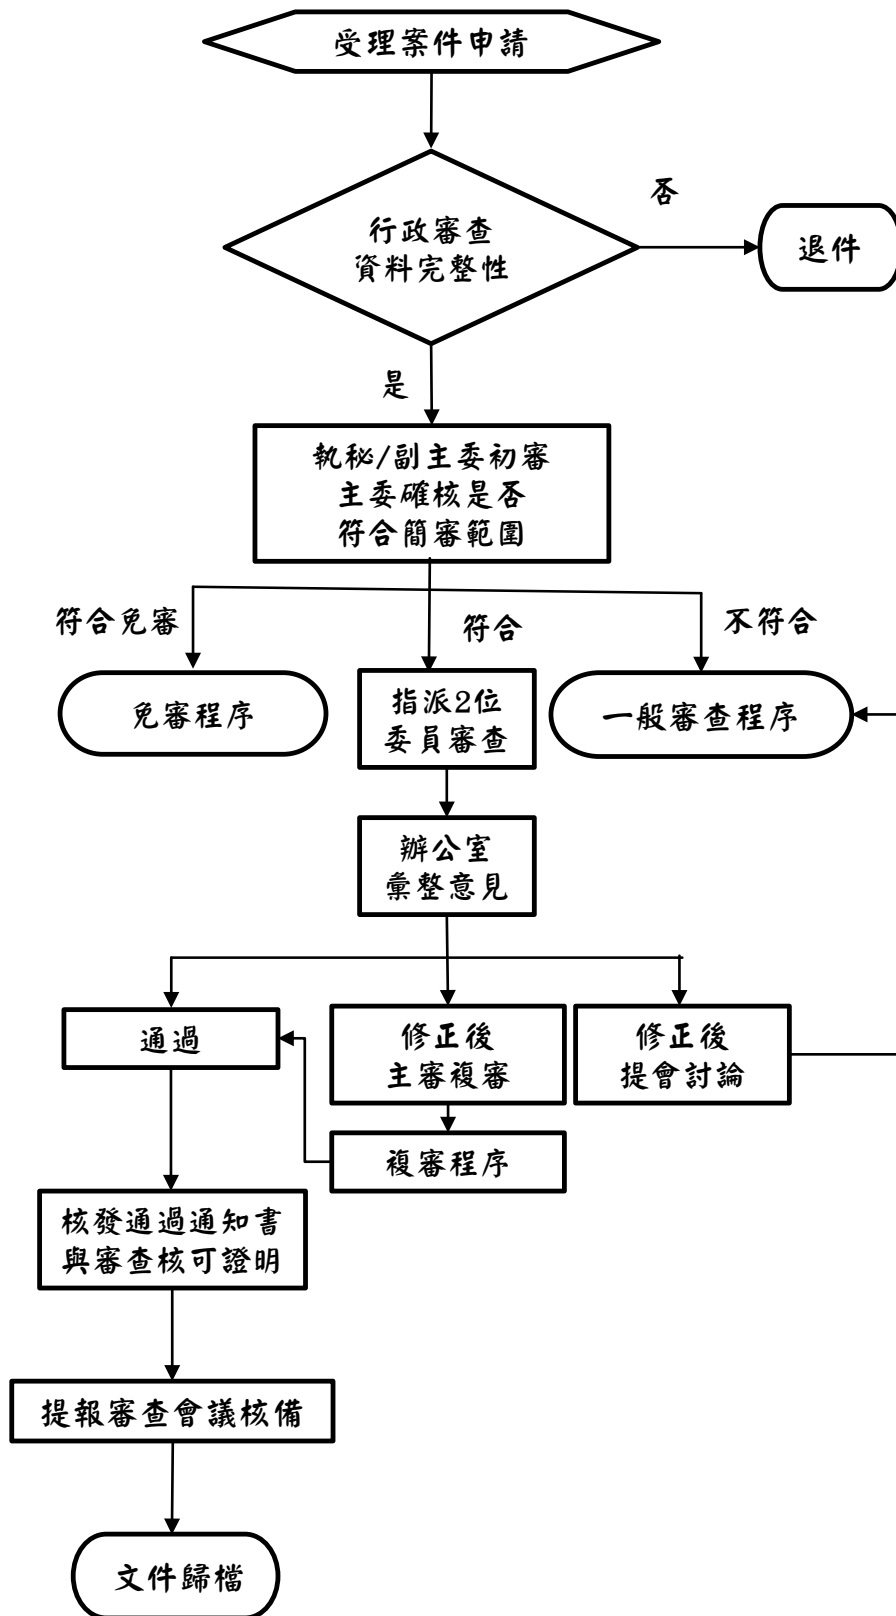 受理案件申請
行政審查
資料完整性
否
退件
是
執秘/副主委初審
主委確核是否
符合簡審範圍
符合免審
符合
不符合
免審程序
指派2位
委員審查
一般審查程序
辦公室
彙整意見
通過
修正後
主審複審
修正後
提會討論
複審程序
核發通過通知書
與審查核可證明
提報審查會議核備
文件歸檔